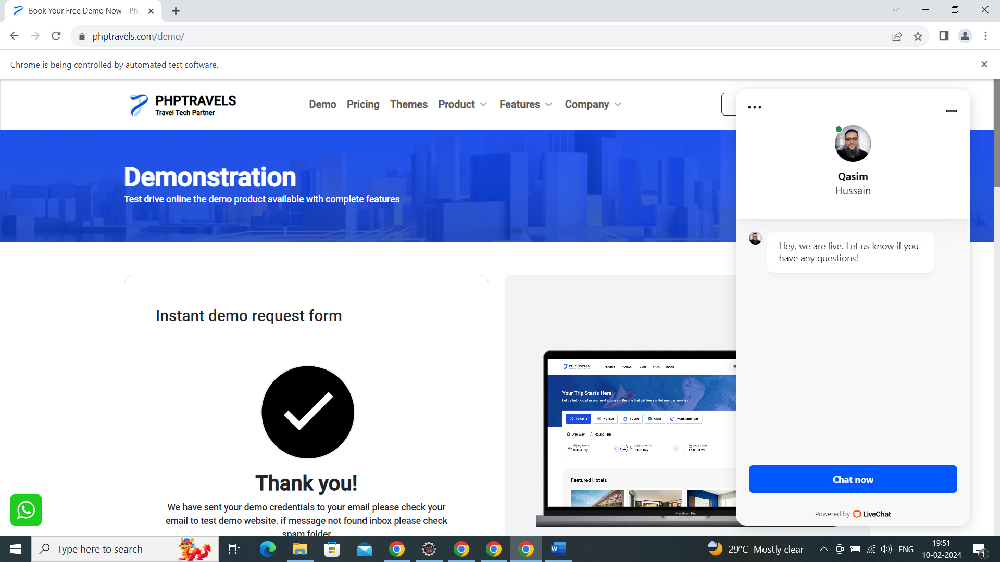 Book Your Free Demo Now - Php
phptravels.com/demo/
Chrome is being controlled by automated test software.
PHPTRAVELS
Travel Tech Partner
Demo Pricing Themes Product Features Company
Demonstration
Test drive online the demo product available with complete features
Qasim
Hussain
Hey, we are live. Let us know if you
have any questions!
Chat now
Powered by LiveChat
Instant demo request form
Thank you!
We have sent your demo credentials to your email please check your
email to test demo website. if message not found inbox please check
spam folder
PHPTRAVELS
FLIGHTS HOTELS TOURS CARS BLOGS
Your Trip Starts Here!
Let us help you plan your next journey - the one that will leave a lifetime of memories.
FLIGHTS HOTELS TOURS CARS MORE SERVICES
One Way Round Trip
Flying From
Select City
Destination To
Select City
Depart Date
17-08-2023
Featured Hotels
MacBook Pro
Type here to search
29°C Mostly clear
ENG
19:51
10-02-2024
1